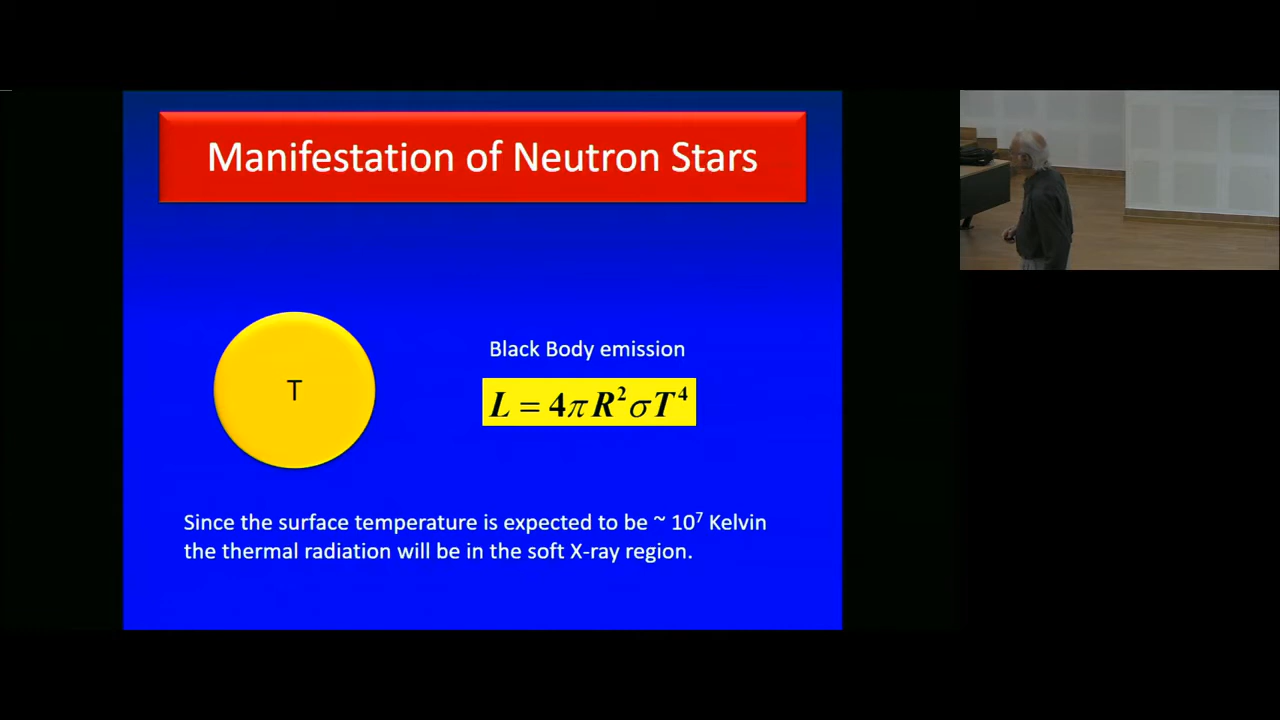 Manifestation of Neutron Stars
T
Black Body emission
L = 4πR²σT⁴
Since the surface temperature is expected to be ~ 10⁷ Kelvin
the thermal radiation will be in the soft X-ray region.